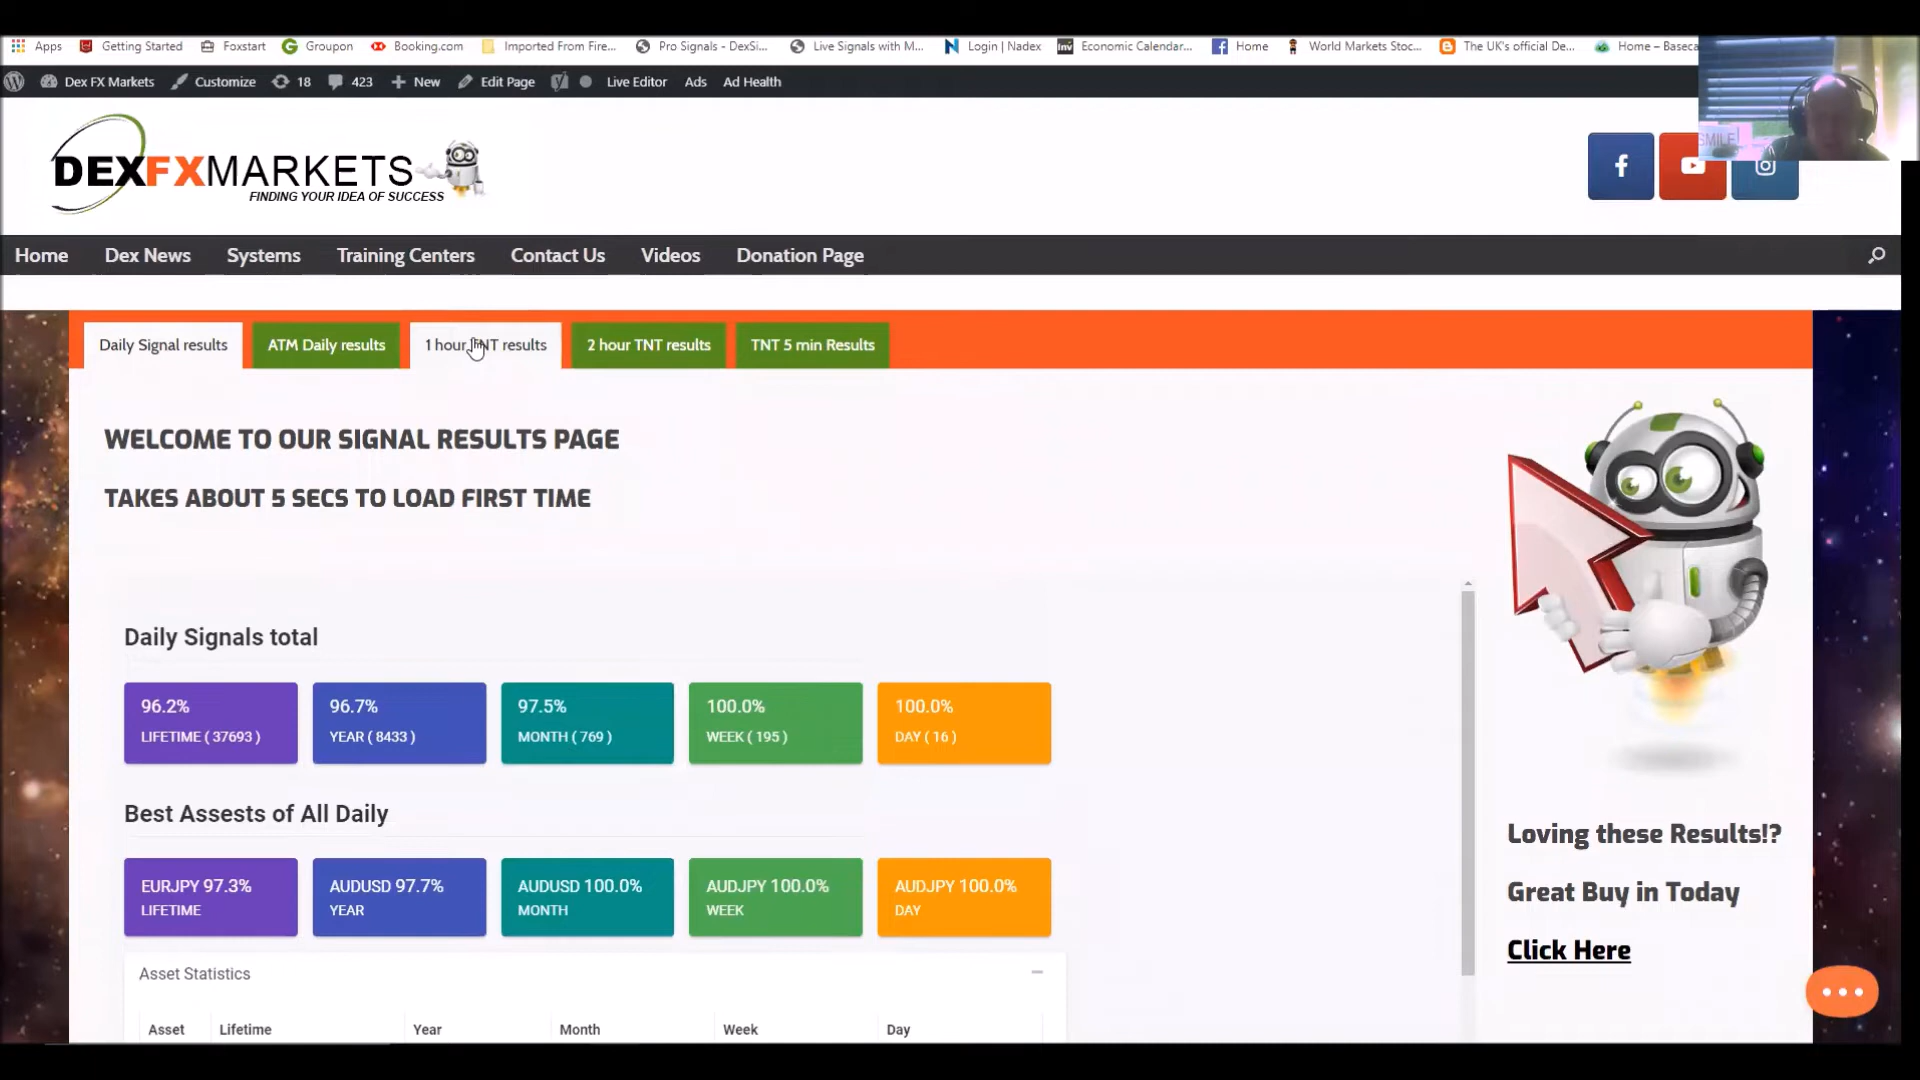 Apps Getting Started Foxstart Groupon Booking.com Imported From Fire... Pro Signals - DexSi... Live Signals with M... Login | Nadex Economic Calendar... Home World Markets Stoc... The UK's official De... Home – Baseca
Dex FX Markets Customize 18 423 New Edit Page Live Editor Ads Ad Health
SMILE
DEXFXMARKETS
FINDING YOUR IDEA OF SUCCESS
Home Dex News Systems Training Centers Contact Us Videos Donation Page
Daily Signal results ATM Daily results 1 hour TNT results 2 hour TNT results TNT 5 min Results
WELCOME TO OUR SIGNAL RESULTS PAGE
TAKES ABOUT 5 SECS TO LOAD FIRST TIME
Daily Signals total
96.2% 96.7% 97.5% 100.0% 100.0%
LIFETIME ( 37693 ) YEAR ( 8433 ) MONTH ( 769 ) WEEK ( 195 ) DAY ( 16 )
Best Assests of All Daily
EURJPY 97.3% AUDUSD 97.7% AUDUSD 100.0% AUDJPY 100.0% AUDJPY 100.0%
LIFETIME YEAR MONTH WEEK DAY
Asset Statistics
Asset Lifetime Year Month Week Day
Loving these Results!?
Great Buy in Today
Click Here